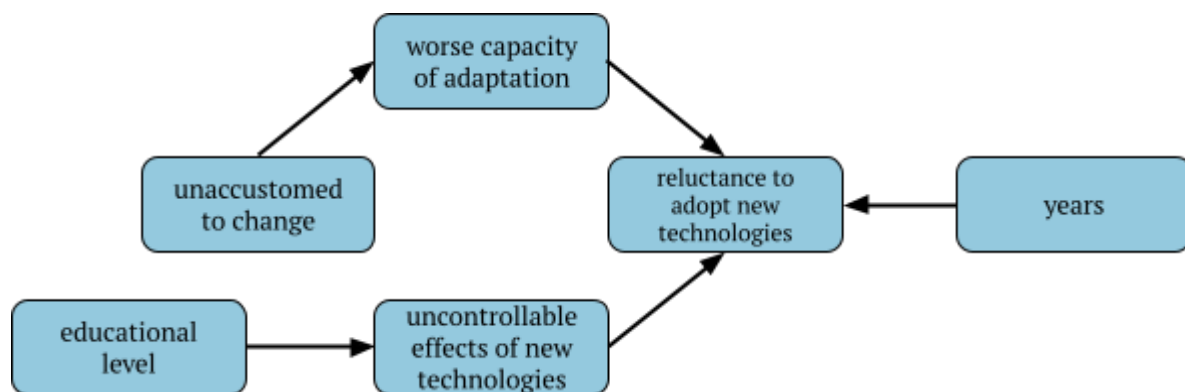 worse capacity
of adaptation
unaccustomed
to change
reluctance to
adopt new
technologies
years
educational
level
uncontrollable
effects of new
technologies